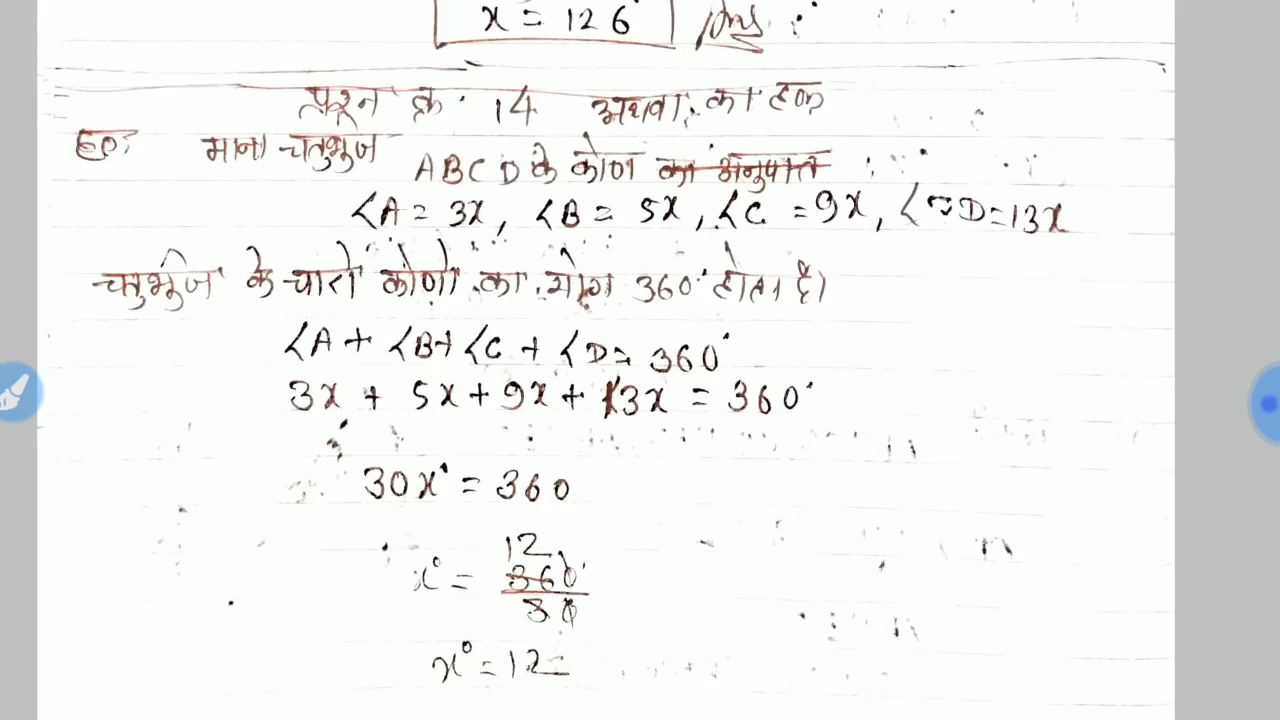 x = 126° Ans
प्रश्न क्र. 14 अथवा का हल
हल: माना चतुर्भुज ABCD के कोण का अनुपात
∠A = 3x, ∠B = 5x, ∠C = 9x, ∠D = 13x
चतुर्भुज के चारो कोणो का योग 360° होता है।
∠A + ∠B + ∠C + ∠D = 360°
3x + 5x + 9x + 13x = 360°
30x° = 360
12
x° = 360° / 30
x° = 12